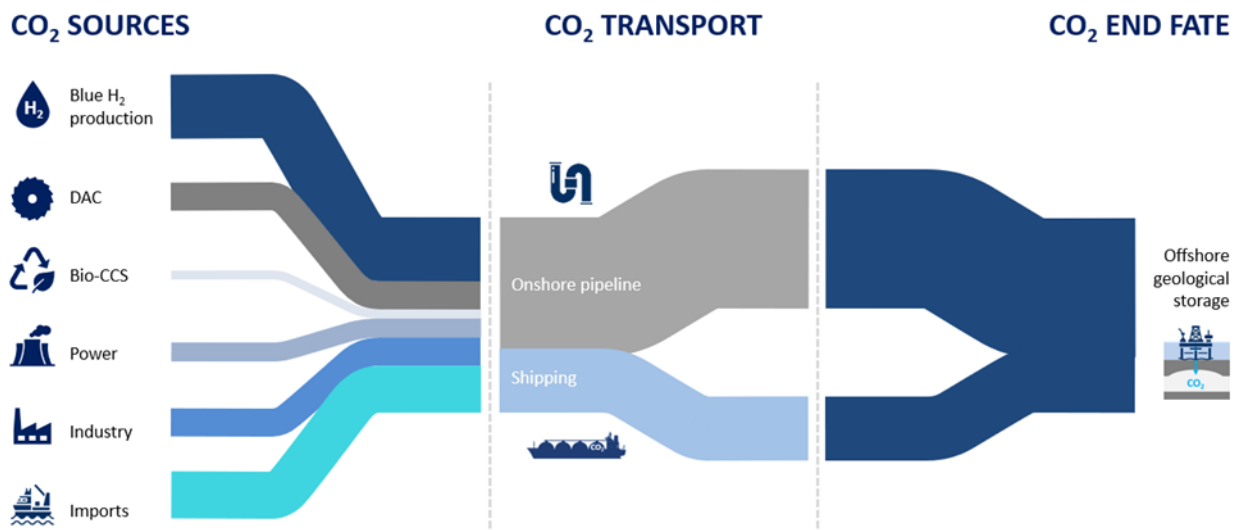 CO₂ SOURCES
CO₂ TRANSPORT
CO₂ END FATE
H₂
Blue H₂
production
DAC
Bio-CCS
Power
Industry
Imports
Onshore pipeline
Shipping
CO₂
Offshore
geological
storage
CO₂